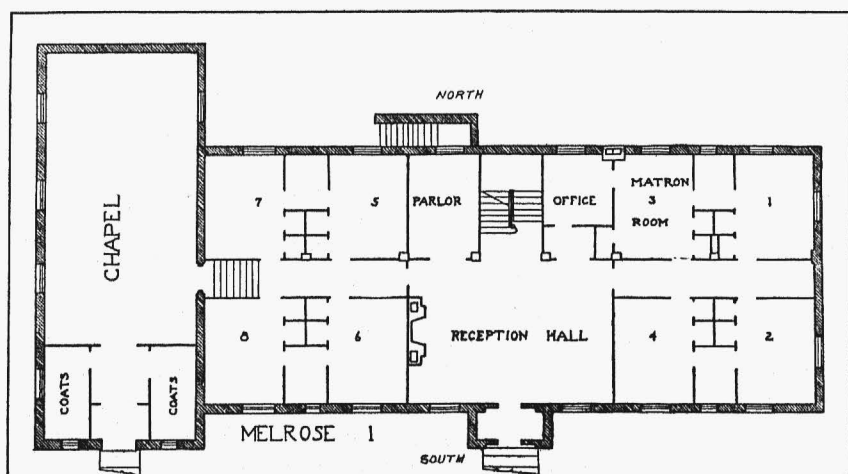 NORTH
CHAPEL
7
5
PARLOR
OFFICE
MATRON
3
ROOM
1
8
6
RECEPTION HALL
4
2
COATS
COATS
MELROSE 1
SOUTH